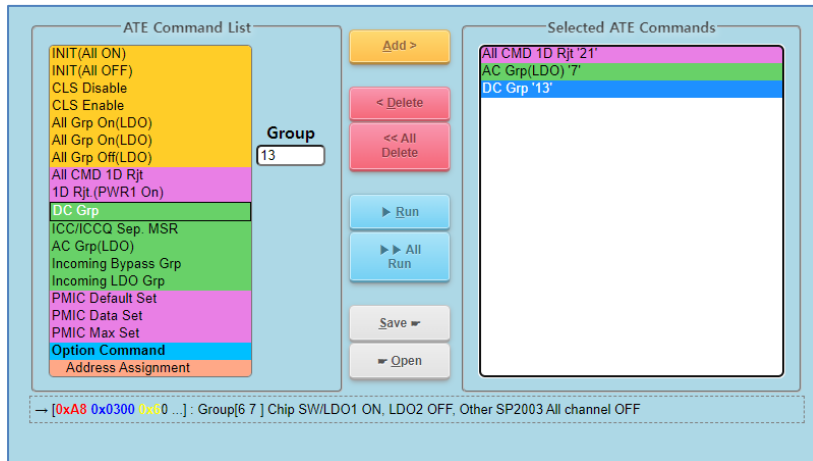 ATE Command List
INIT(All ON)
INIT(All OFF)
CLS Disable
CLS Enable
All Grp On(LDO)
All Grp On(LDO)
All Grp Off(LDO)
All CMD 1D Rjt
1D Rjt.(PWR1 On)
DC Grp
ICC/ICCQ Sep. MSR
AC Grp(LDO)
Incoming Bypass Grp
Incoming LDO Grp
PMIC Default Set
PMIC Data Set
PMIC Max Set
Option Command
Address Assignment
Group
13
Add >
< Delete
<< All
Delete
▶ Run
▶▶ All
Run
Save ☛
☛ Open
Selected ATE Commands
All CMD 1D Rjt '21'
AC Grp(LDO) '7'
DC Grp '13'
→ [0xA8 0x0300 0x60 ...] : Group[6 7 ] Chip SW/LDO1 ON, LDO2 OFF, Other SP2003 All channel OFF